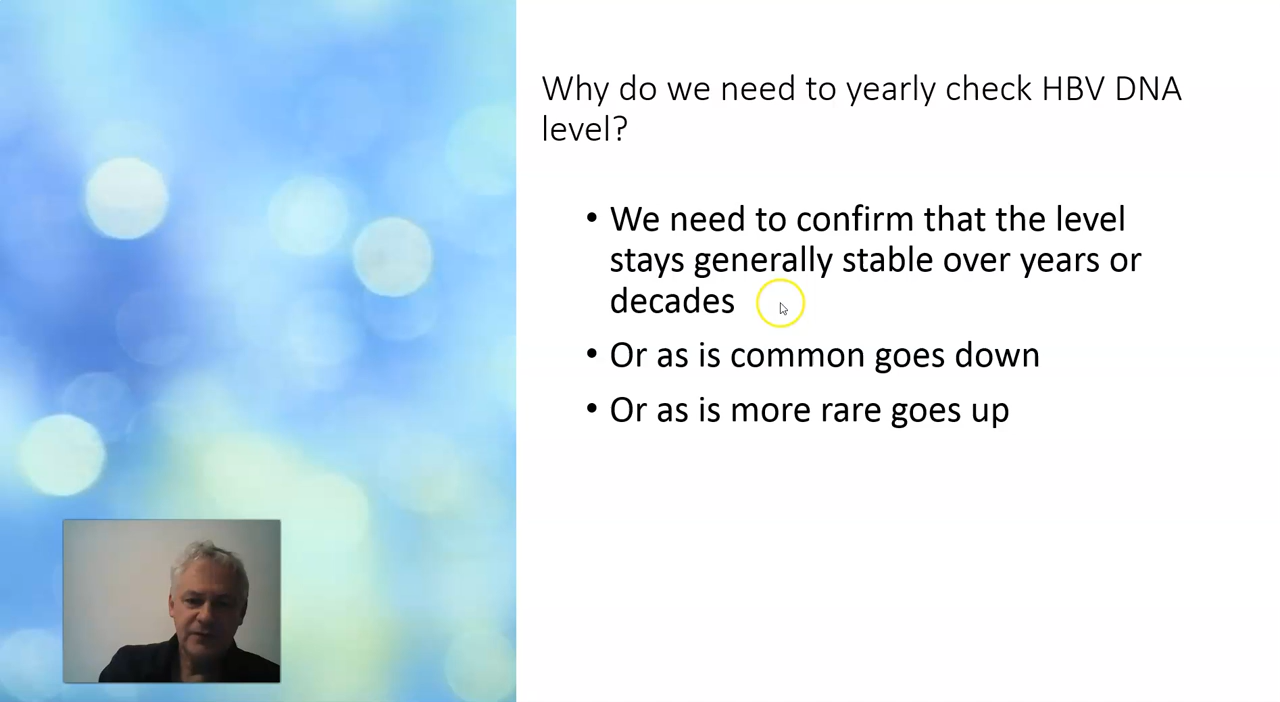 Why do we need to yearly check HBV DNA
level?
• We need to confirm that the level
stays generally stable over years or
decades
• Or as is common goes down
• Or as is more rare goes up